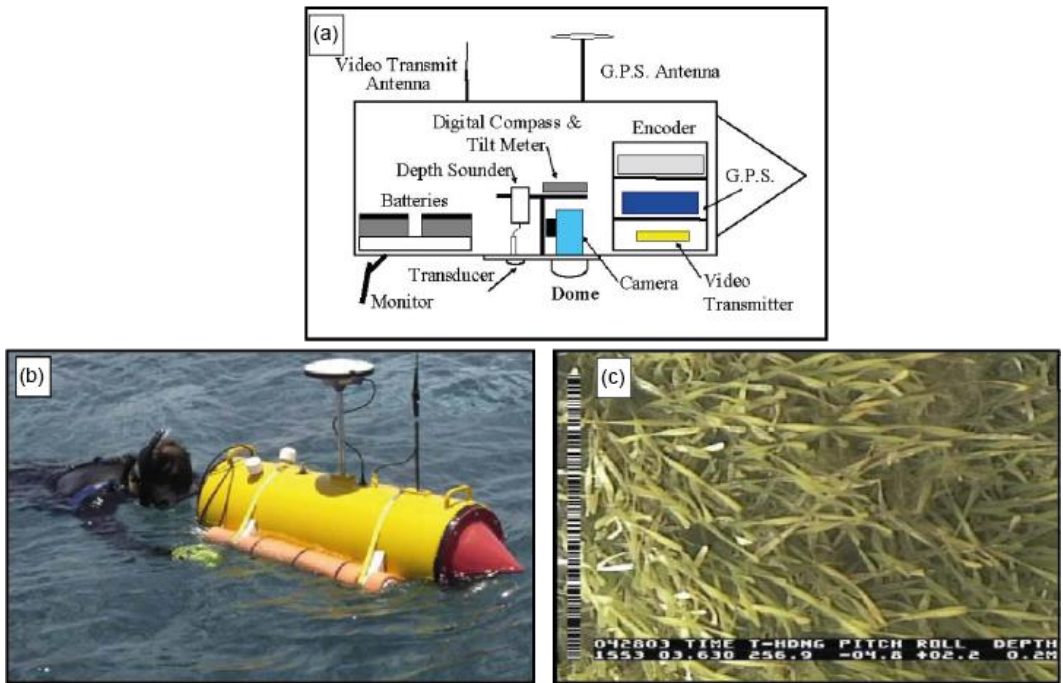 (a)
Video Transmit
Antenna
G.P.S. Antenna
Digital Compass &
Tilt Meter
Encoder
Depth Sounder
G.P.S.
Batteries
Transducer
Camera
Video
Transmitter
Dome
Monitor
(b)
(c)
042803 TIME T-HDNG PITCH ROLL DEPTH
1553 03.630 256.9 -04.8 +02.2 0.2M